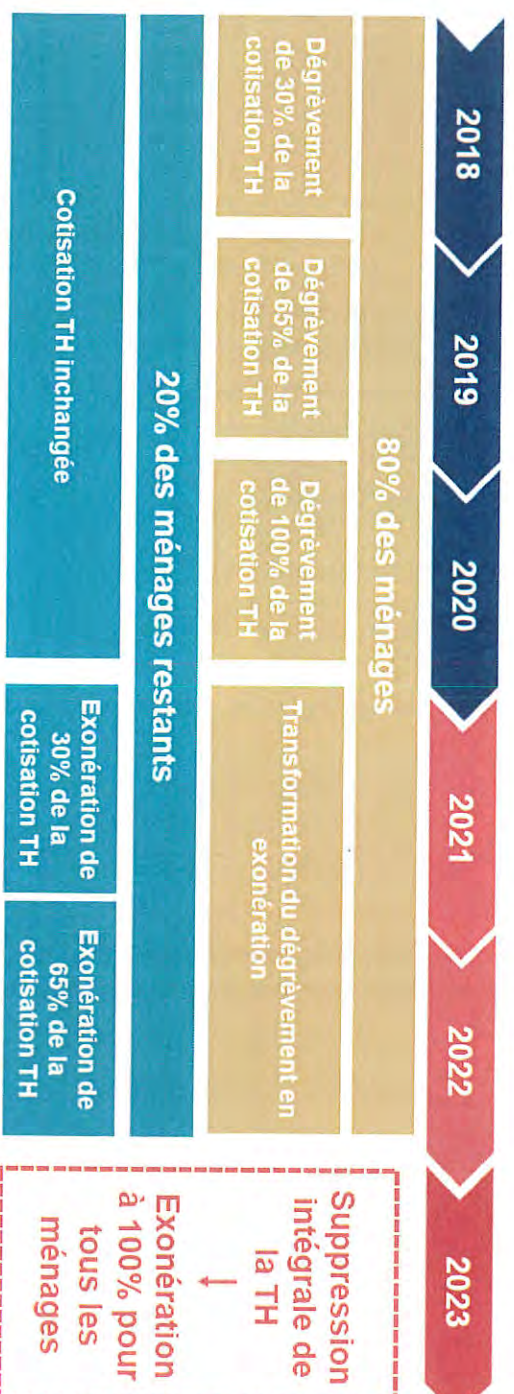 2018
2019
2020
2021
2022
2023
80% des ménages
Dégrèvement
de 30% de la
cotisation TH
Dégrèvement
de 65% de la
cotisation TH
Dégrèvement
de 100% de la
cotisation TH
Transformation du dégrèvement en
exonération
20% des ménages restants
Cotisation TH inchangée
Exonération de
30% de la
cotisation TH
Exonération de
65% de la
cotisation TH
Suppression
intégrale de
la TH
Exonération
à 100% pour
tous les
ménages